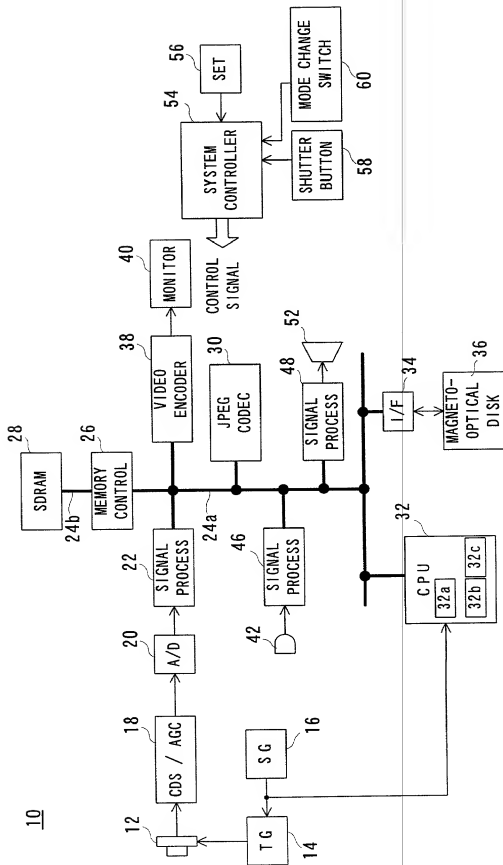 10
12
CDS / AGC
18
A/D
20
SIGNAL
PROCESS
22
SDRAM
28
24b
MEMORY
CONTROL
26
VIDEO
ENCODER
38
MONITOR
40
TG
14
SG
16
42
SIGNAL
PROCESS
46
24a
JPEG
CODEC
30
SIGNAL
PROCESS
48
52
CPU
32
32a
32b
32c
I/F
34
MAGNETO-
OPTICAL
DISK
36
CONTROL
SIGNAL
SYSTEM
CONTROLLER
54
SET
56
SHUTTER
BUTTON
58
MODE CHANGE
SWITCH
60